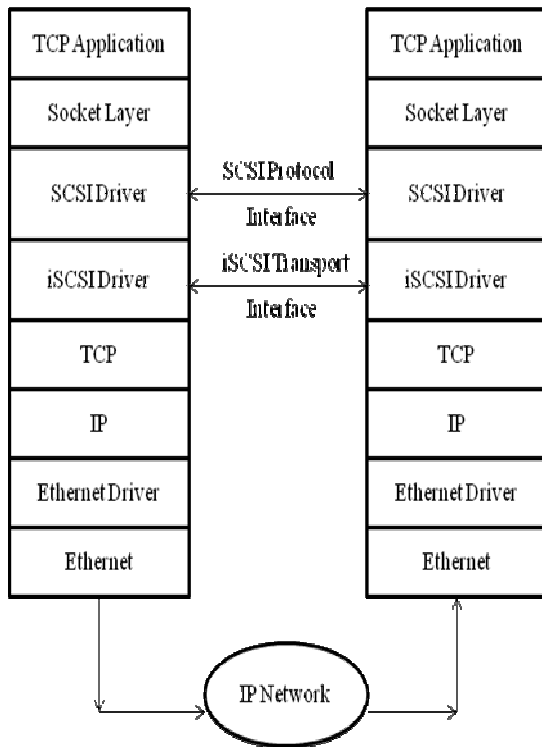 TCP Application
Socket Layer
SCSI Driver
iSCSI Driver
TCP
IP
Ethernet Driver
Ethernet
SCSI Protocol
Interface
iSCSI Transport
Interface
TCP Application
Socket Layer
SCSI Driver
iSCSI Driver
TCP
IP
Ethernet Driver
Ethernet
IP Network